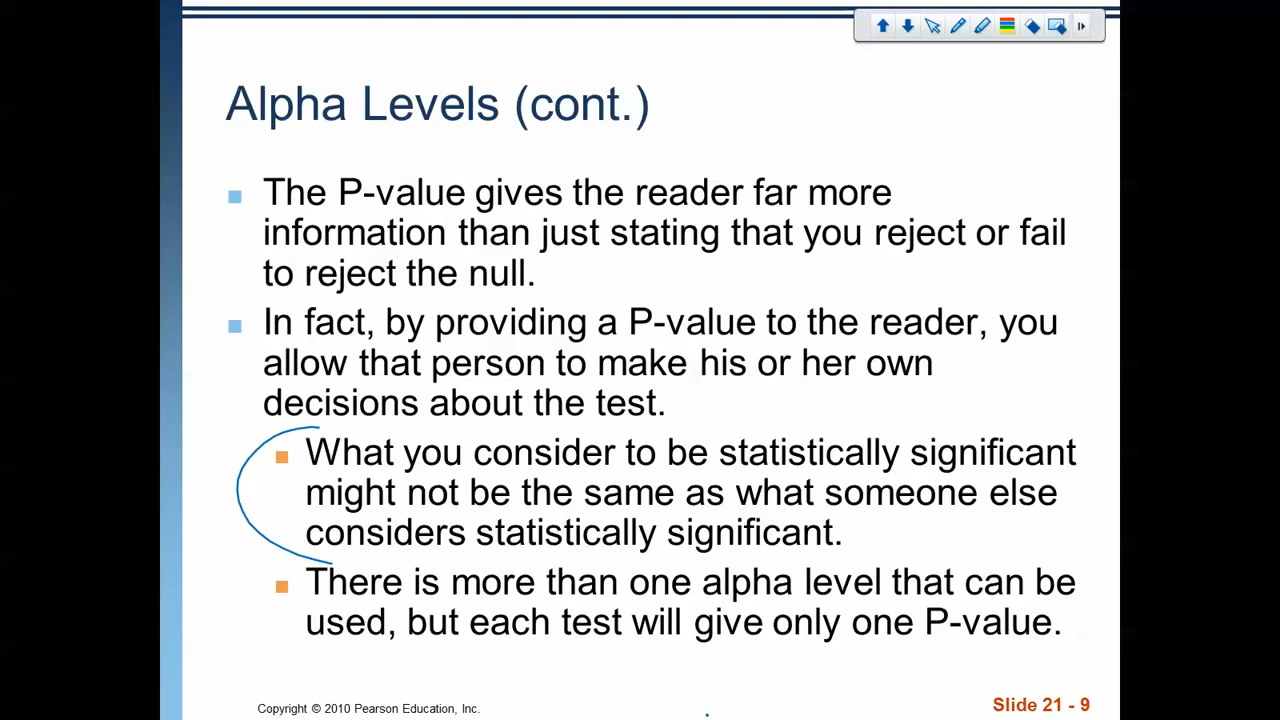 Alpha Levels (cont.)
The P-value gives the reader far more
information than just stating that you reject or fail
to reject the null.
In fact, by providing a P-value to the reader, you
allow that person to make his or her own
decisions about the test.
What you consider to be statistically significant
might not be the same as what someone else
considers statistically significant.
There is more than one alpha level that can be
used, but each test will give only one P-value.
Copyright © 2010 Pearson Education, Inc.
Slide 21 - 9